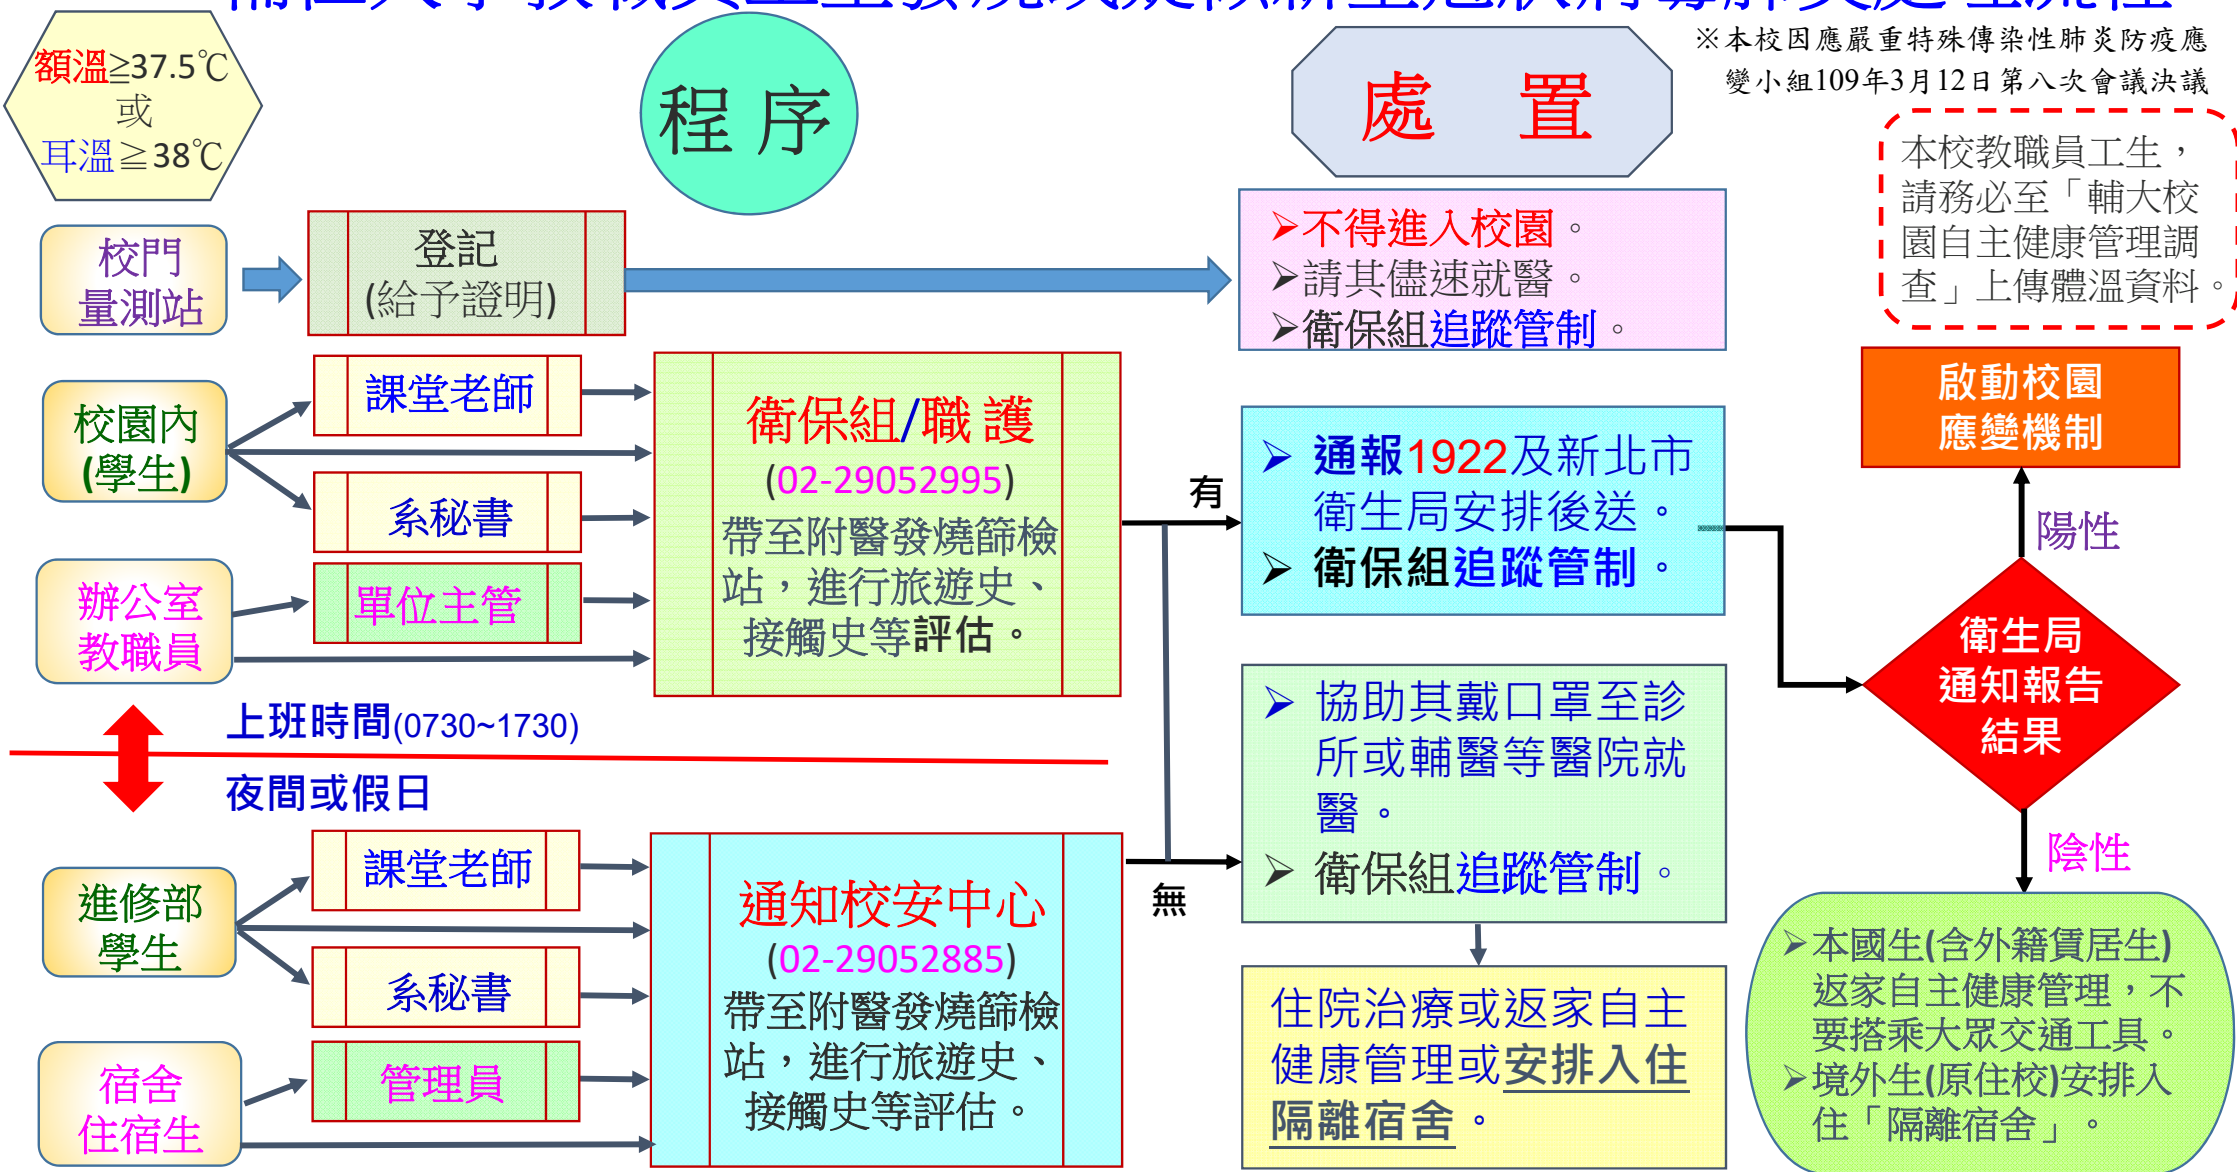 額溫≧37.5℃
或
耳溫≧38℃
程 序
處 置
※本校因應嚴重特殊傳染性肺炎防疫應
變小組109年3月12日第八次會議決議
本校教職員工生，
請務必至「輔大校
園自主健康管理調
查」上傳體溫資料。
校門
量測站
登記
(給予證明)
➢不得進入校園。
➢請其儘速就醫。
➢衛保組追蹤管制。
校園內
(學生)
課堂老師
系秘書
辦公室
教職員
單位主管
衛保組/職 護
(02-29052995)
帶至附醫發燒篩檢
站，進行旅遊史、
接觸史等評估。
有
➢ 通報1922及新北市
衛生局安排後送。
➢ 衛保組追蹤管制。
啟動校園
應變機制
陽性
衛生局
通知報告
結果
陰性
上班時間(0730~1730)
夜間或假日
進修部
學生
課堂老師
系秘書
宿舍
住宿生
管理員
通知校安中心
(02-29052885)
帶至附醫發燒篩檢
站，進行旅遊史、
接觸史等評估。
無
➢ 協助其戴口罩至診
所或輔醫等醫院就
醫。
➢ 衛保組追蹤管制。
住院治療或返家自主
健康管理或安排入住
隔離宿舍。
➢本國生(含外籍賃居生)
返家自主健康管理，不
要搭乘大眾交通工具。
➢境外生(原住校)安排入
住「隔離宿舍」。